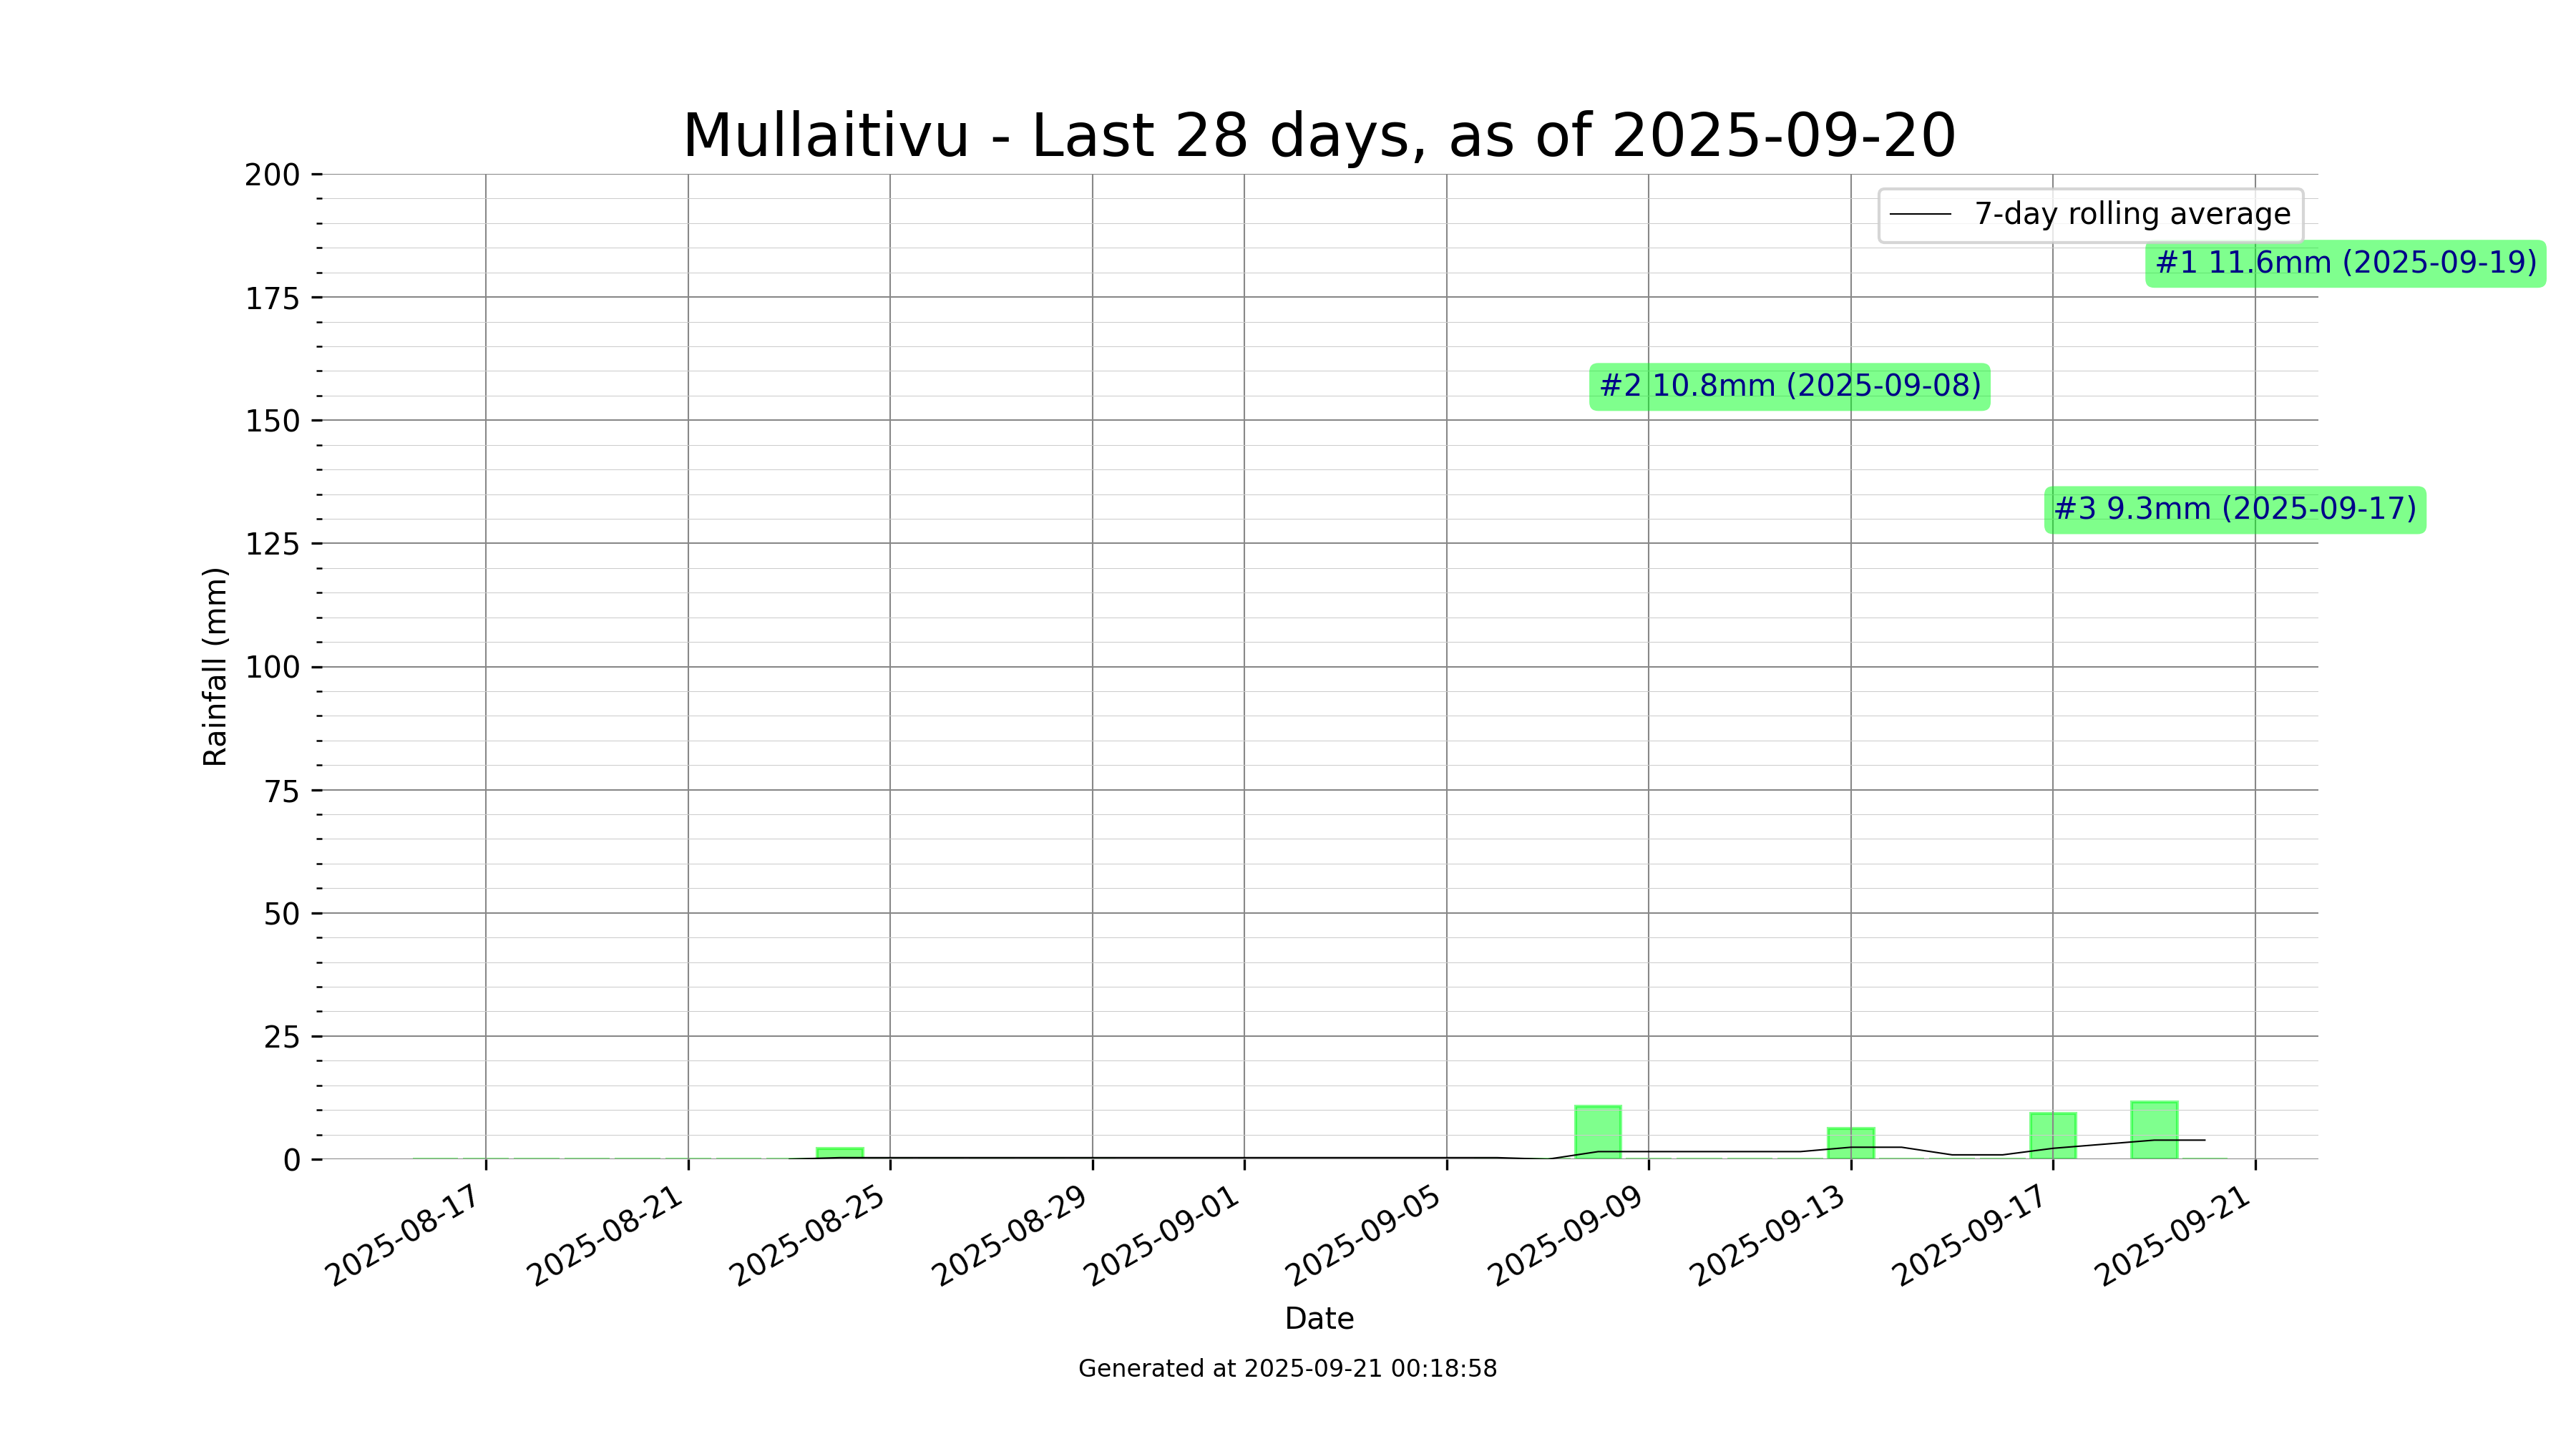 Mullaitivu - Last 28 days, as of 2025-09-20
200
175
150
125
100
75
50
25
0
Rainfall (mm)
7-day rolling average
#1 11.6mm (2025-09-19)
#2 10.8mm (2025-09-08)
#3 9.3mm (2025-09-17)
2025-08-17
2025-08-21
2025-08-25
2025-08-29
2025-09-01
2025-09-05
2025-09-09
2025-09-13
2025-09-17
2025-09-21
Date
Generated at 2025-09-21 00:18:58